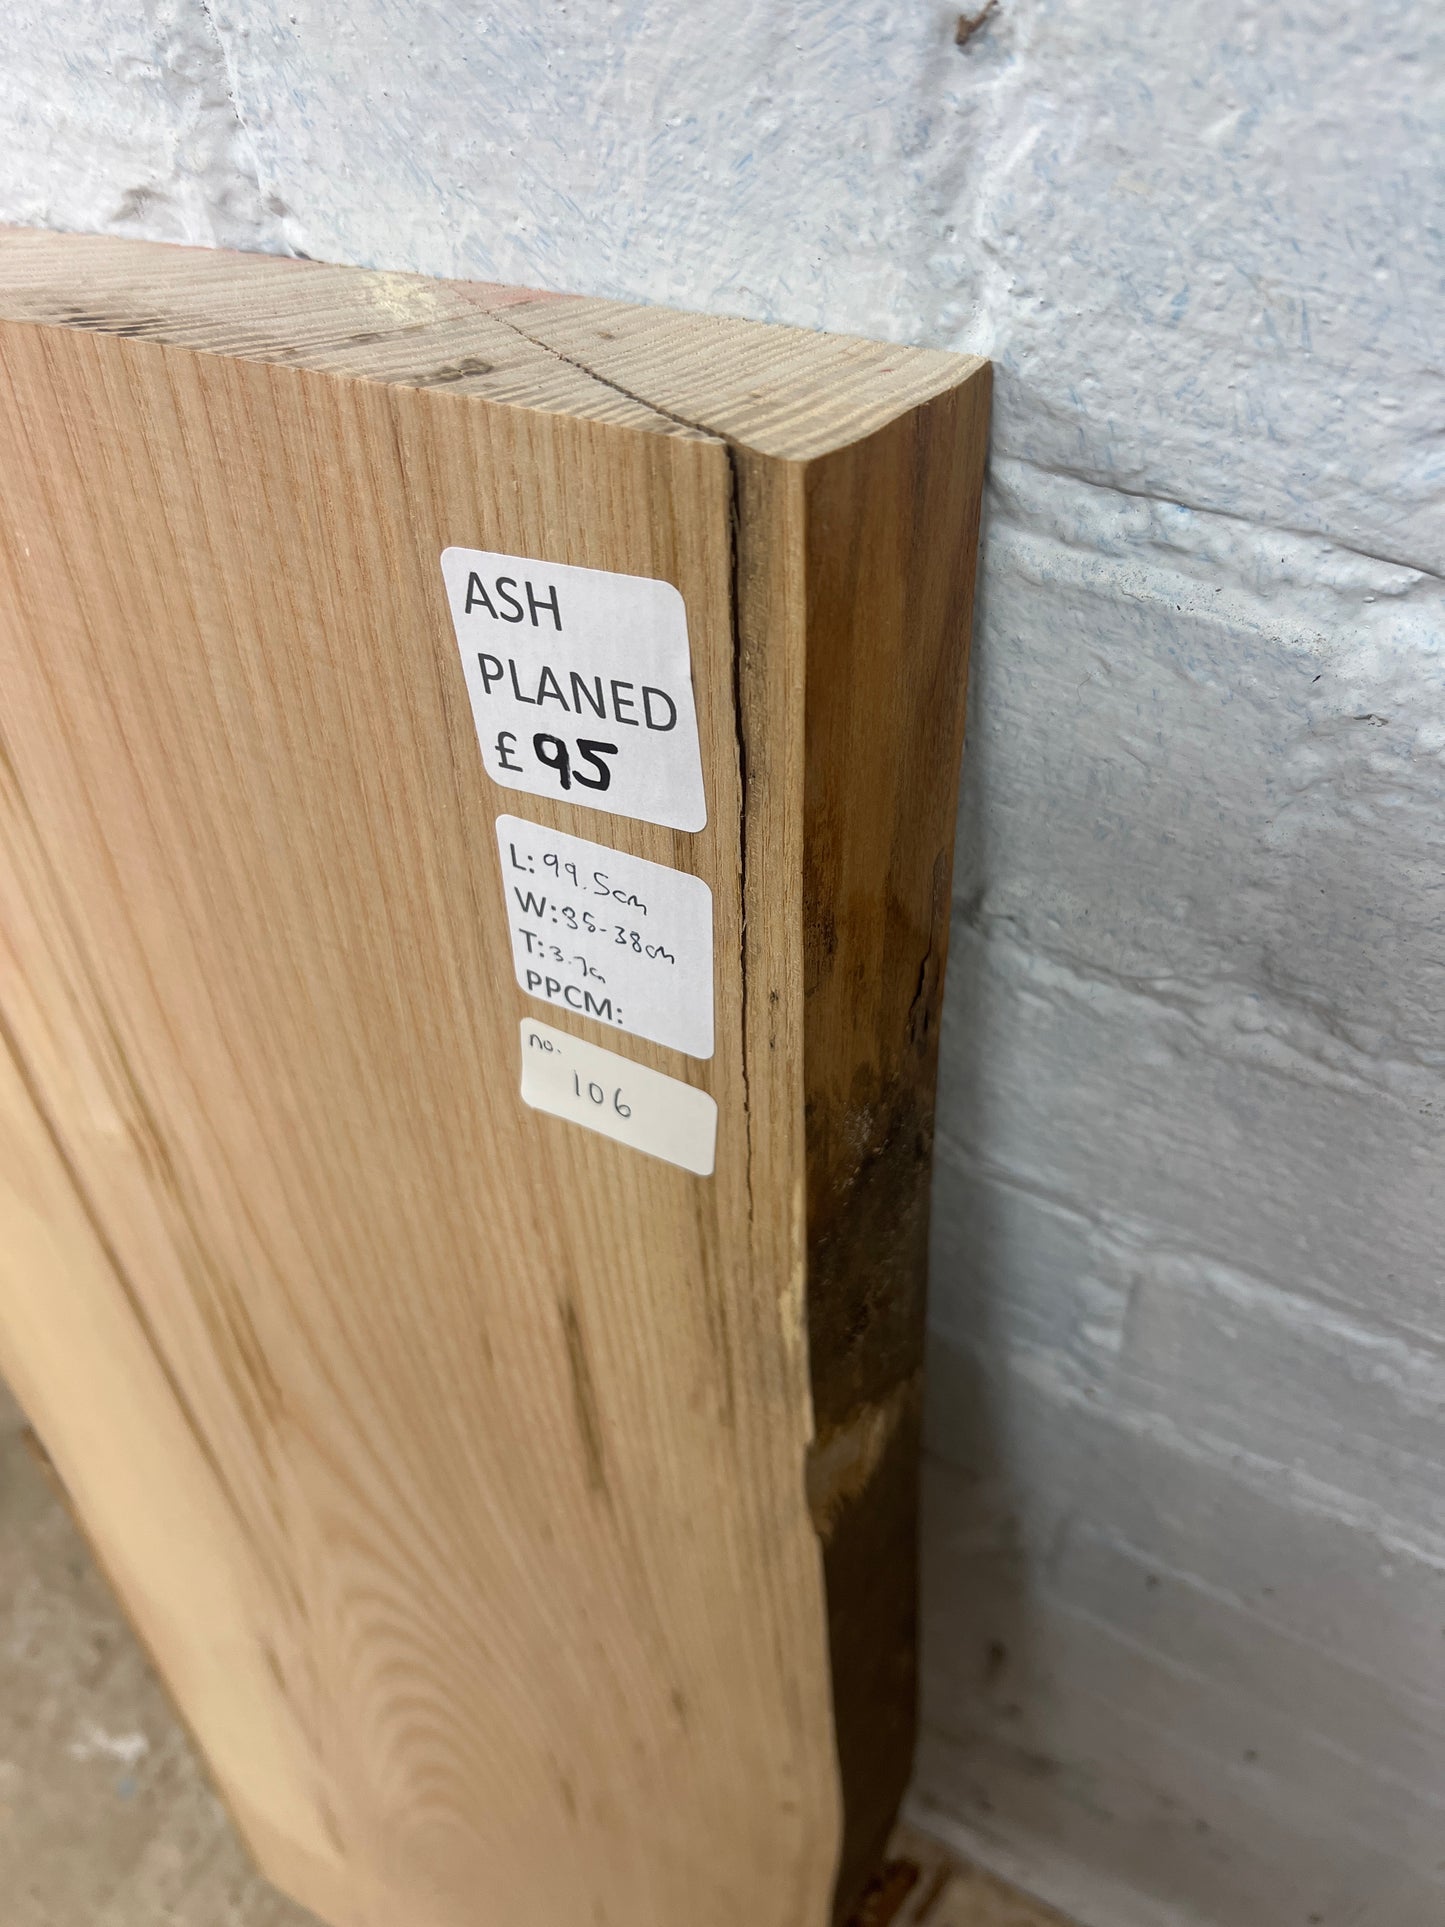 ASH
PLANED
£95
L: 99.5cm
W: 35-38cm
T: 3.7cm
PPCM:
no.
106